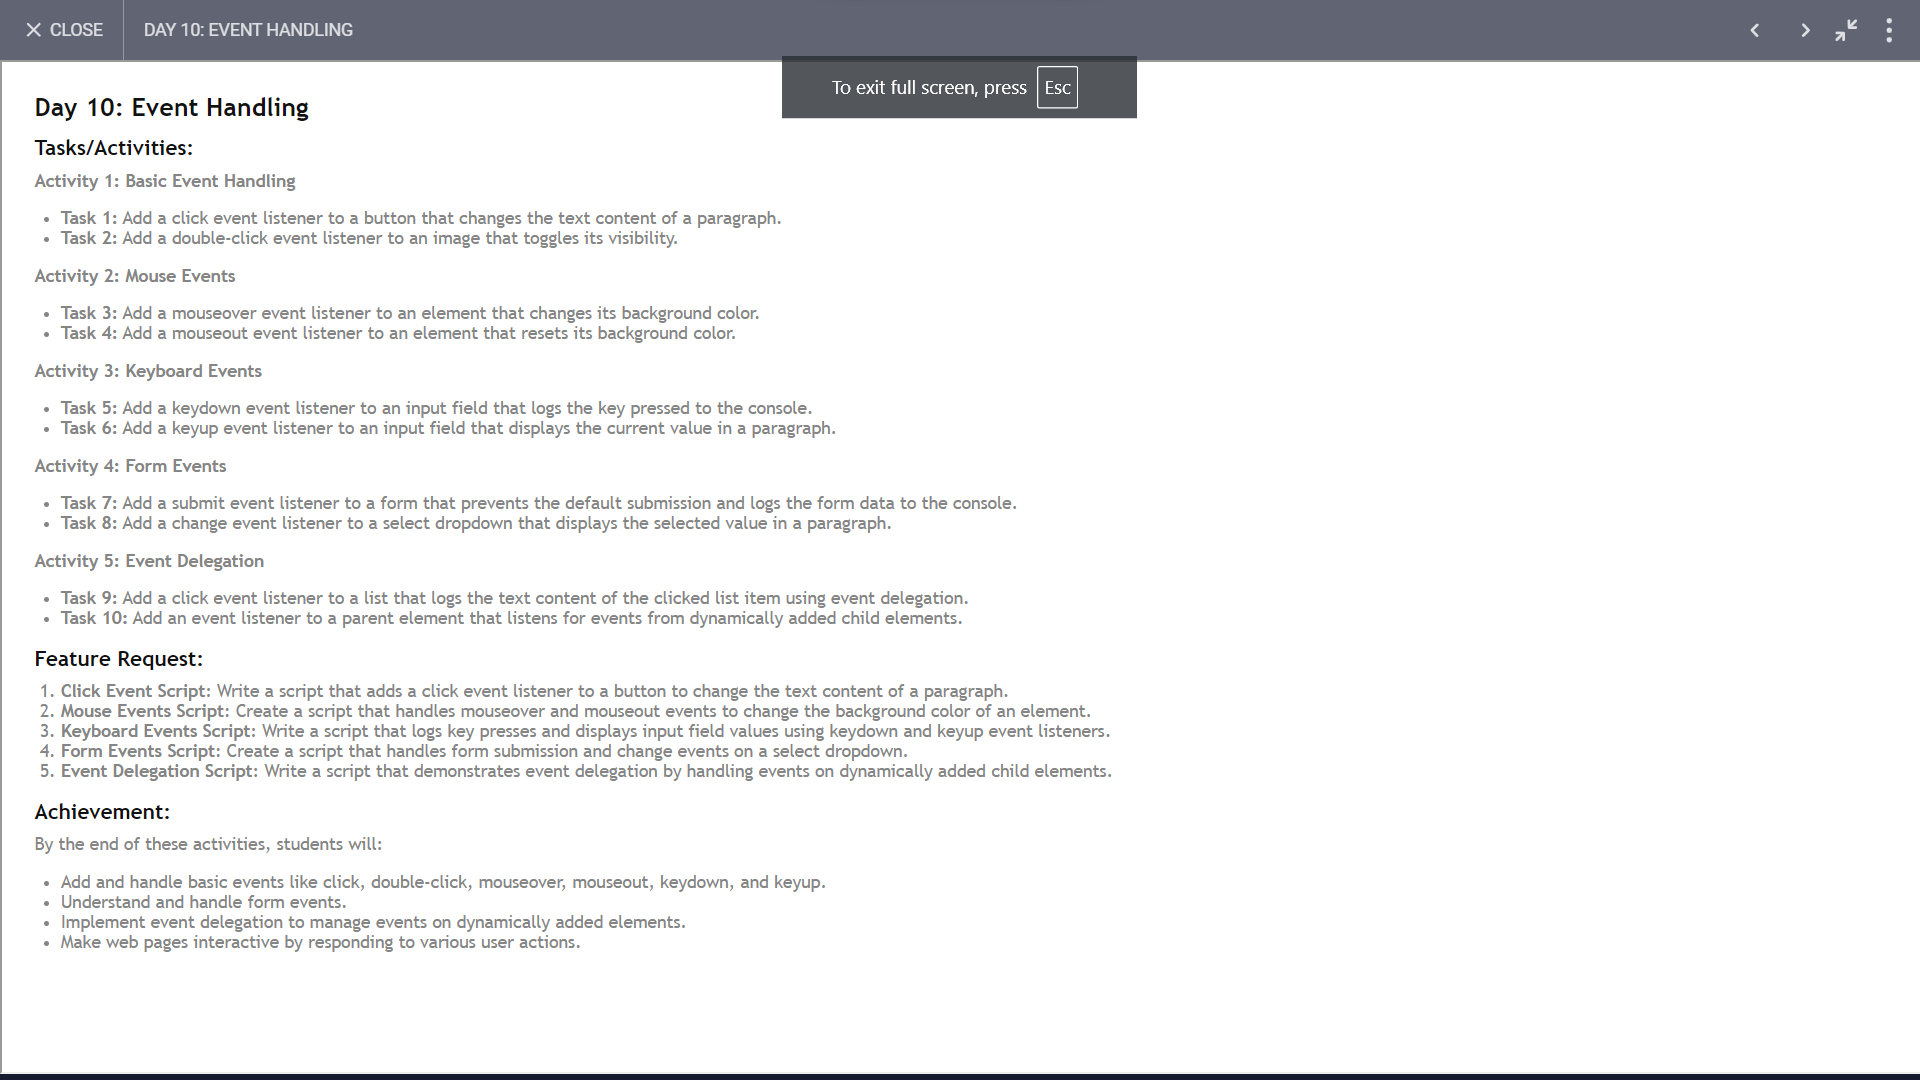 CLOSE
DAY 10: EVENT HANDLING
To exit full screen, press Esc
Day 10: Event Handling
Tasks/Activities:
Activity 1: Basic Event Handling
• Task 1: Add a click event listener to a button that changes the text content of a paragraph.
• Task 2: Add a double-click event listener to an image that toggles its visibility.
Activity 2: Mouse Events
• Task 3: Add a mouseover event listener to an element that changes its background color.
• Task 4: Add a mouseout event listener to an element that resets its background color.
Activity 3: Keyboard Events
• Task 5: Add a keydown event listener to an input field that logs the key pressed to the console.
• Task 6: Add a keyup event listener to an input field that displays the current value in a paragraph.
Activity 4: Form Events
• Task 7: Add a submit event listener to a form that prevents the default submission and logs the form data to the console.
• Task 8: Add a change event listener to a select dropdown that displays the selected value in a paragraph.
Activity 5: Event Delegation
• Task 9: Add a click event listener to a list that logs the text content of the clicked list item using event delegation.
• Task 10: Add an event listener to a parent element that listens for events from dynamically added child elements.
Feature Request:
1. Click Event Script: Write a script that adds a click event listener to a button to change the text content of a paragraph.
2. Mouse Events Script: Create a script that handles mouseover and mouseout events to change the background color of an element.
3. Keyboard Events Script: Write a script that logs key presses and displays input field values using keydown and keyup event listeners.
4. Form Events Script: Create a script that handles form submission and change events on a select dropdown.
5. Event Delegation Script: Write a script that demonstrates event delegation by handling events on dynamically added child elements.
Achievement:
By the end of these activities, students will:
• Add and handle basic events like click, double-click, mouseover, mouseout, keydown, and keyup.
• Understand and handle form events.
• Implement event delegation to manage events on dynamically added elements.
• Make web pages interactive by responding to various user actions.